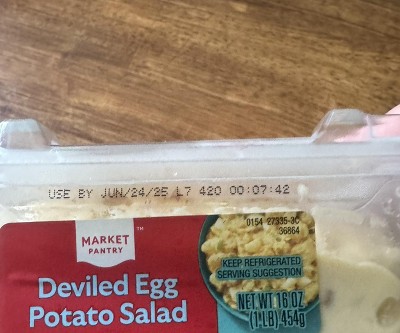 USE BY JUN/24/25 L7 420 00:07:42
0154 27335-3C
36864
MARKET
PANTRY™
Deviled Egg
Potato Salad
KEEP REFRIGERATED
SERVING SUGGESTION
NET WT 16 OZ
(1 LB) 454g